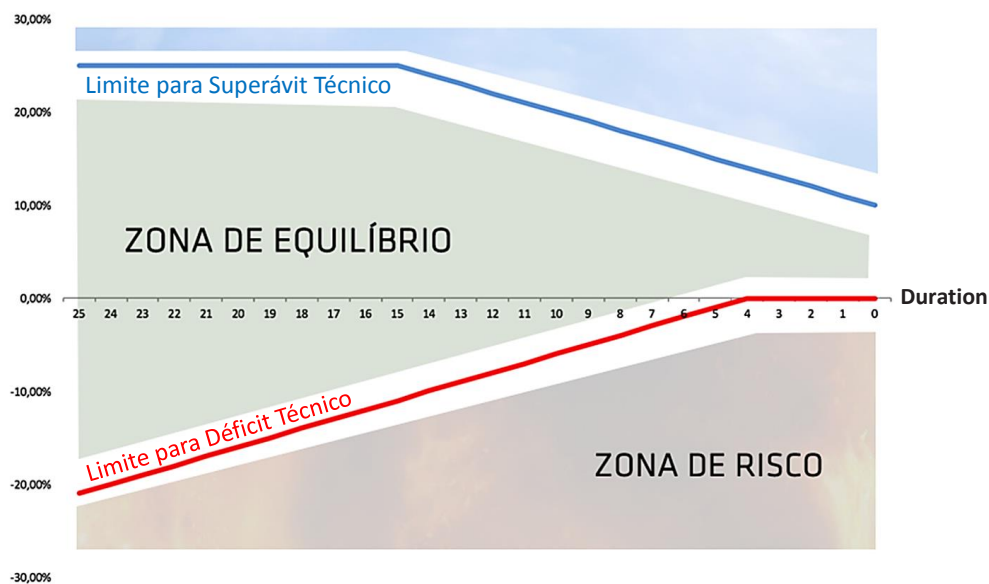 30,00%
Limite para Superávit Técnico
20,00%
10,00%
ZONA DE EQUILÍBRIO
0,00%
Duration
25 24 23 22 21 20 19 18 17 16 15 14 13 12 11 10 9 8 7 6 5 4 3 2 1 0
-10,00%
Limite para Déficit Técnico
ZONA DE RISCO
-20,00%
-30,00%